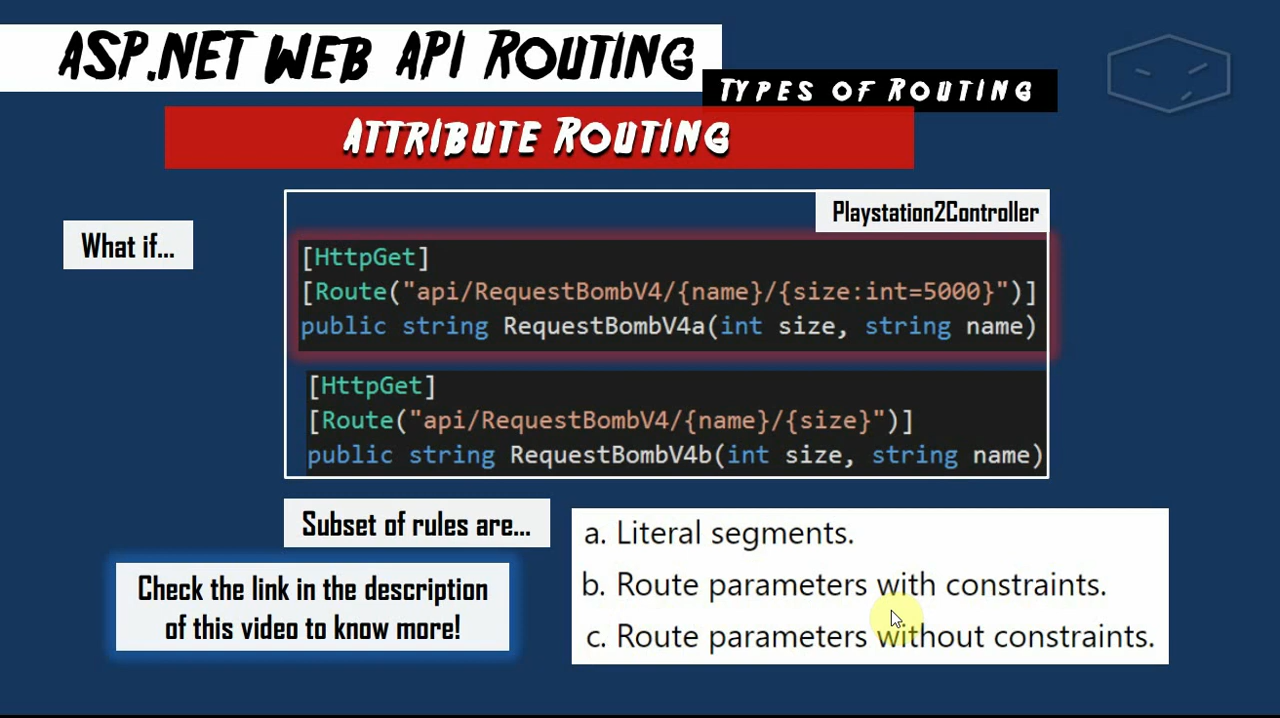 ASP.NET WEB API ROUTING
TYPES OF ROUTING
ATTRIBUTE ROUTING
What if...
Playstation2Controller
[HttpGet]
[Route("api/RequestBombV4/{name}/{size:int=5000}")]
public string RequestBombV4a(int size, string name)
[HttpGet]
[Route("api/RequestBombV4/{name}/{size}")]
public string RequestBombV4b(int size, string name)
Subset of rules are...
a. Literal segments.
b. Route parameters with constraints.
c. Route parameters without constraints.
Check the link in the description
of this video to know more!